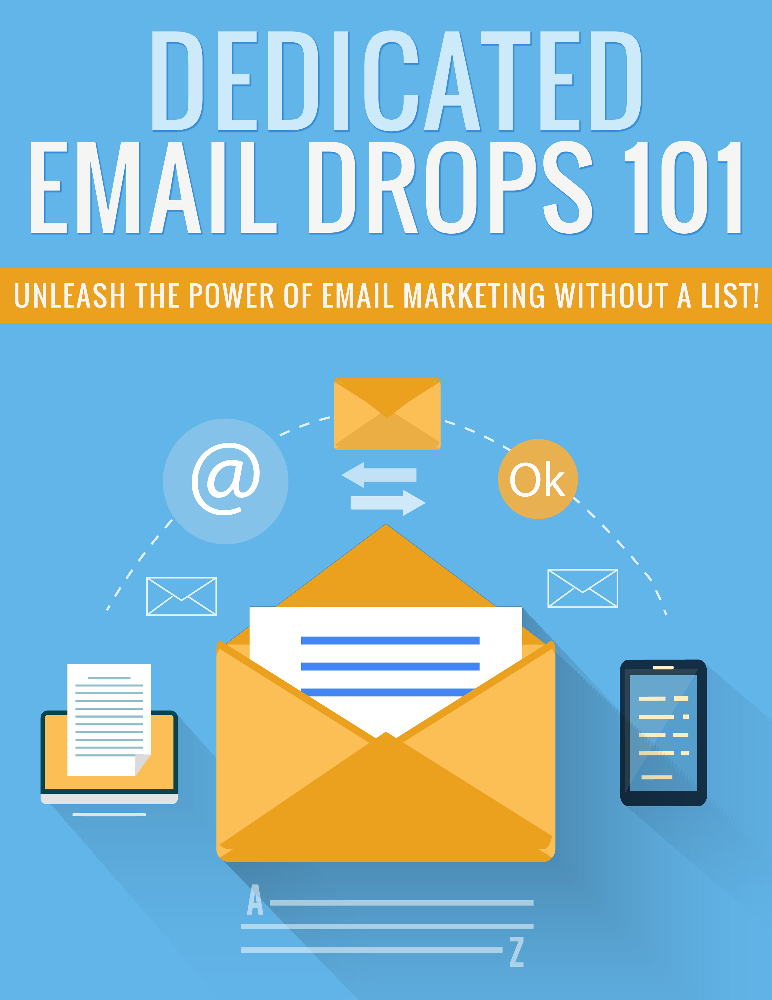 DEDICATED
EMAIL DROPS 101
UNLEASH THE POWER OF EMAIL MARKETING WITHOUT A LIST!
@
Ok
A
Z